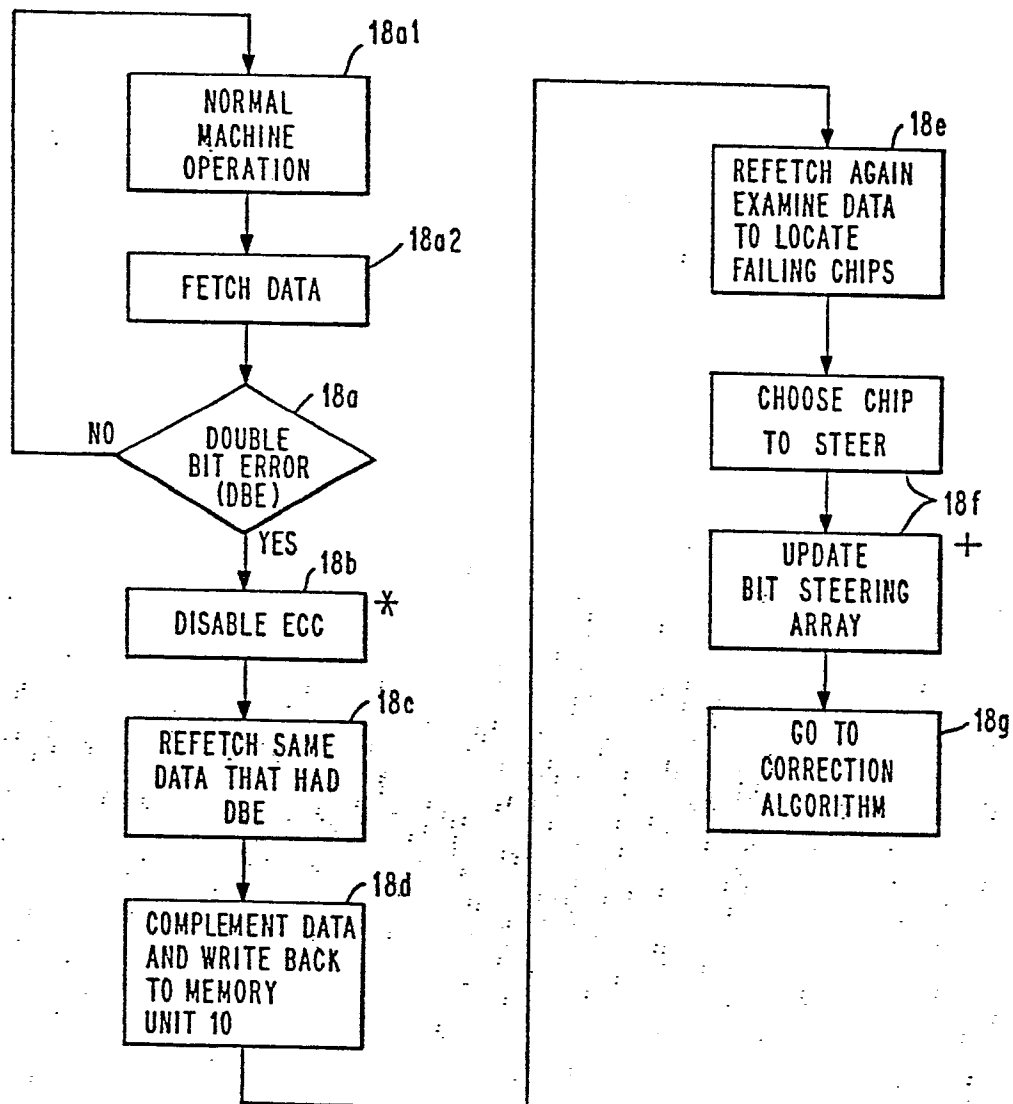 18a1
NORMAL
MACHINE
OPERATION
18a2
FETCH DATA
18a
NO
DOUBLE
BIT ERROR
(DBE)
YES
18b
DISABLE ECC
*
18c
REFETCH SAME
DATA THAT HAD
DBE
18d
COMPLEMENT DATA
AND WRITE BACK
TO MEMORY
UNIT 10
18e
REFETCH AGAIN
EXAMINE DATA
TO LOCATE
FAILING CHIPS
CHOOSE CHIP
TO STEER
18f
UPDATE
BIT STEERING
ARRAY
+
18g
GO TO
CORRECTION
ALGORITHM